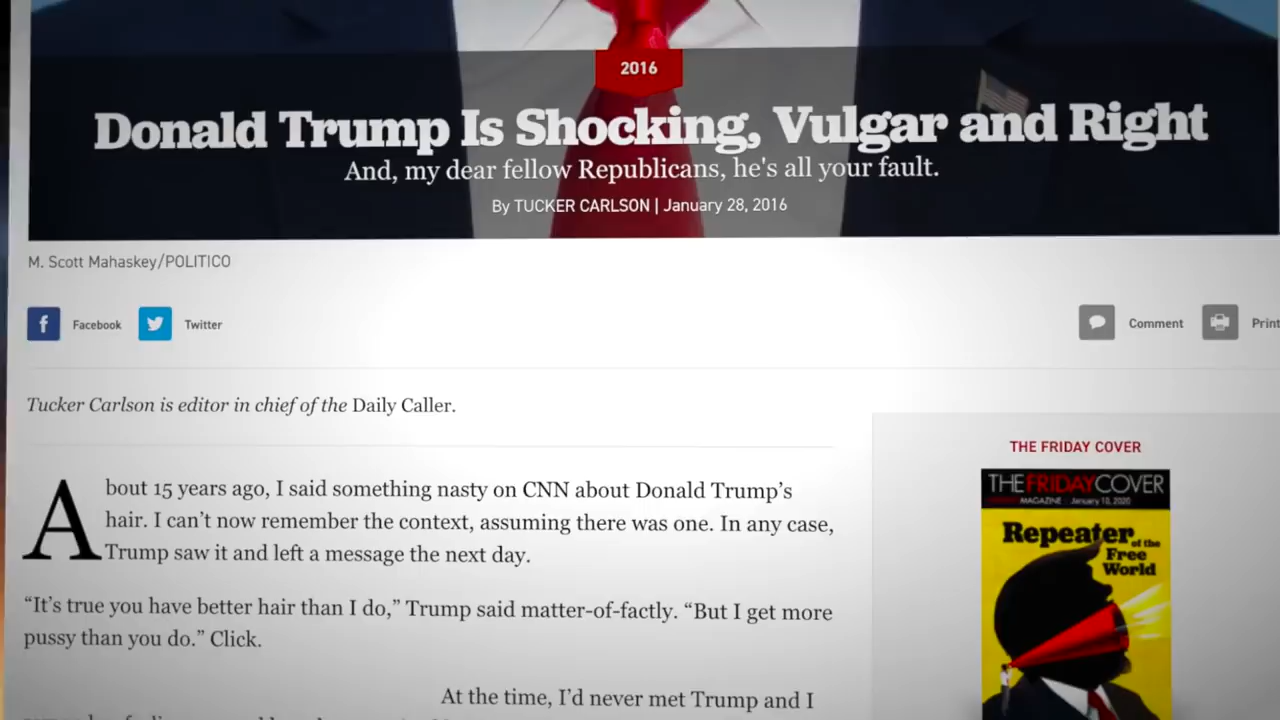 2016
Donald Trump Is Shocking, Vulgar and Right
And, my dear fellow Republicans, he's all your fault.
By TUCKER CARLSON | January 28, 2016
M. Scott Mahaskey/POLITICO
Facebook Twitter Comment Print
Tucker Carlson is editor in chief of the Daily Caller.
THE FRIDAY COVER
THE FRIDAY COVER
MAGAZINE January 10, 2020
Repeater of the
Free
World
About 15 years ago, I said something nasty on CNN about Donald Trump’s
hair. I can’t now remember the context, assuming there was one. In any case,
Trump saw it and left a message the next day.
“It’s true you have better hair than I do,” Trump said matter-of-factly. “But I get more
pussy than you do.” Click.
At the time, I’d never met Trump and I